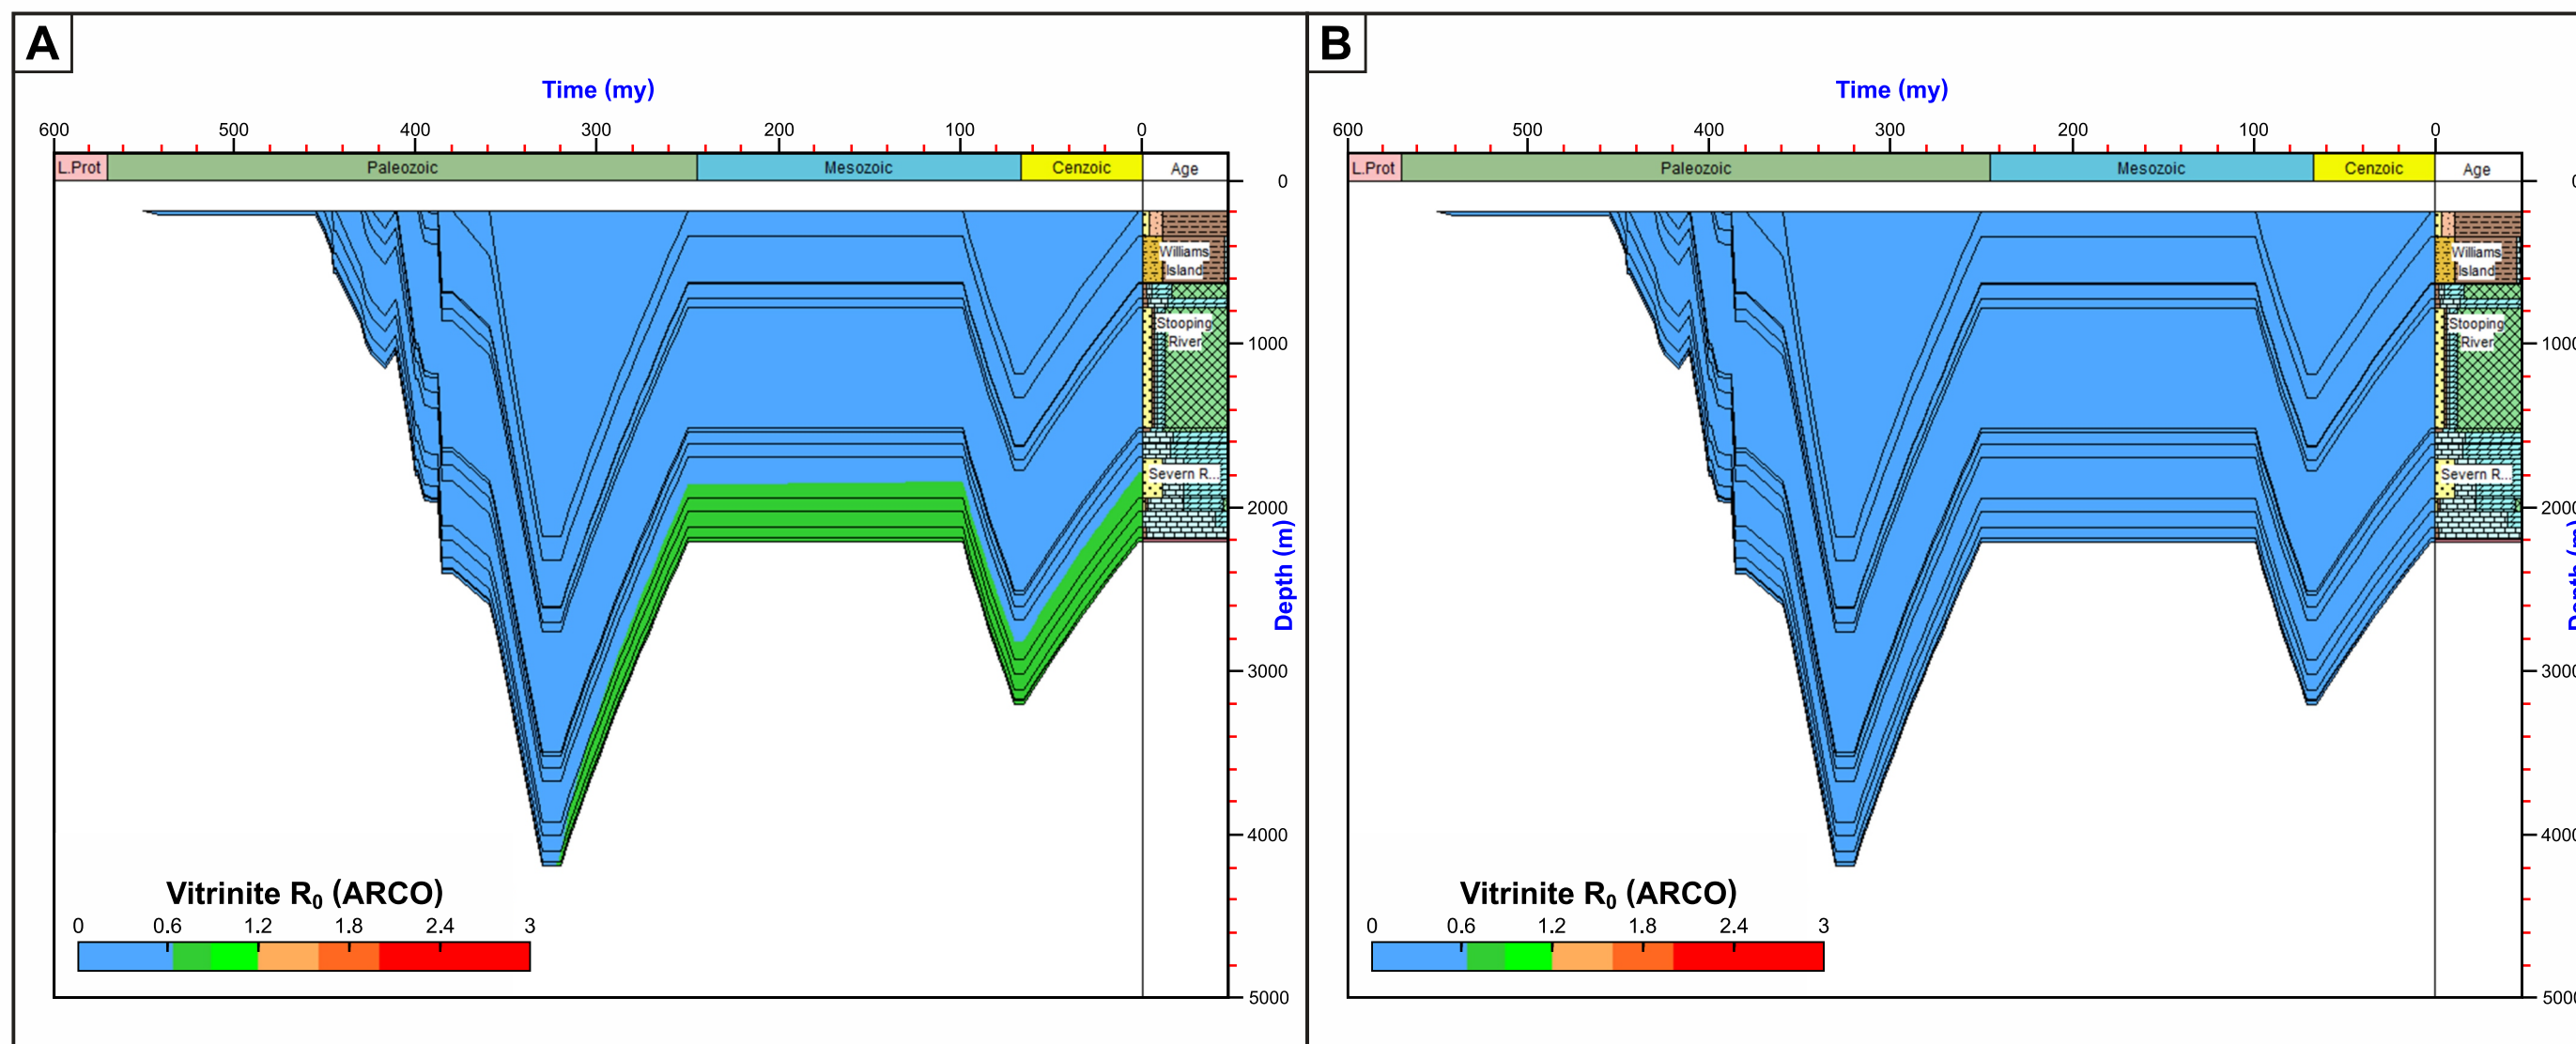 A
Time (my)
600 500 400 300 200 100 0
L.Prot Paleozoic Mesozoic Cenzoic Age
0
Williams
Island
Stooping
River
1000
Severn R...
2000
Depth (m)
3000
4000
5000
Vitrinite R0 (ARCO)
0 0.6 1.2 1.8 2.4 3
B
Time (my)
600 500 400 300 200 100 0
L.Prot Paleozoic Mesozoic Cenzoic Age
0
Williams
Island
Stooping
River
1000
Severn R...
2000
Depth (m)
3000
4000
5000
Vitrinite R0 (ARCO)
0 0.6 1.2 1.8 2.4 3